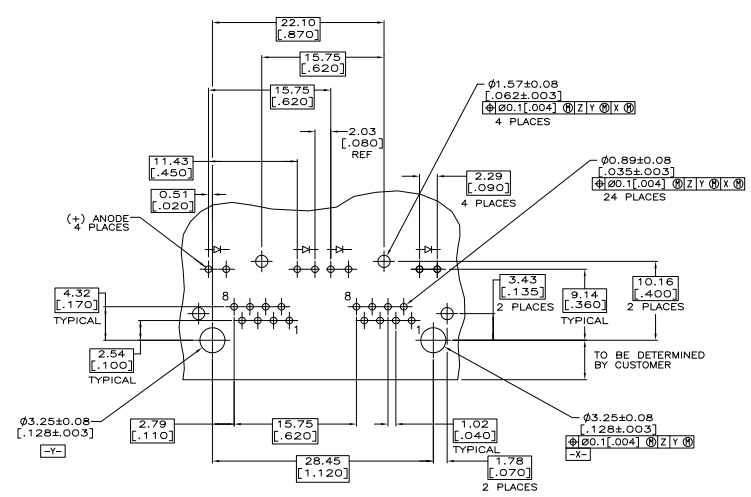 22.10
[.870]
15.75
[.620]
15.75
[.620]
Ø1.57±0.08
[.062±.003]
⌖ Ø0.1[.004] Ⓜ Z Y Ⓜ X Ⓜ
4 PLACES
2.03
[.080]
REF
11.43
[.450]
2.29
[.090]
4 PLACES
Ø0.89±0.08
[.035±.003]
⌖ Ø0.1[.004] Ⓜ Z Y Ⓜ X Ⓜ
24 PLACES
0.51
[.020]
(+) ANODE
4 PLACES
4.32
[.170]
TYPICAL
8
8
3.43
[.135]
2 PLACES
9.14
[.360]
TYPICAL
10.16
[.400]
2 PLACES
1
1
2.54
[.100]
TYPICAL
TO BE DETERMINED
BY CUSTOMER
Ø3.25±0.08
[.128±.003]
-Y-
2.79
[.110]
15.75
[.620]
1.02
[.040]
TYPICAL
Ø3.25±0.08
[.128±.003]
⌖ Ø0.1[.004] Ⓜ Z Y Ⓜ
-X-
28.45
[1.120]
1.78
[.070]
2 PLACES